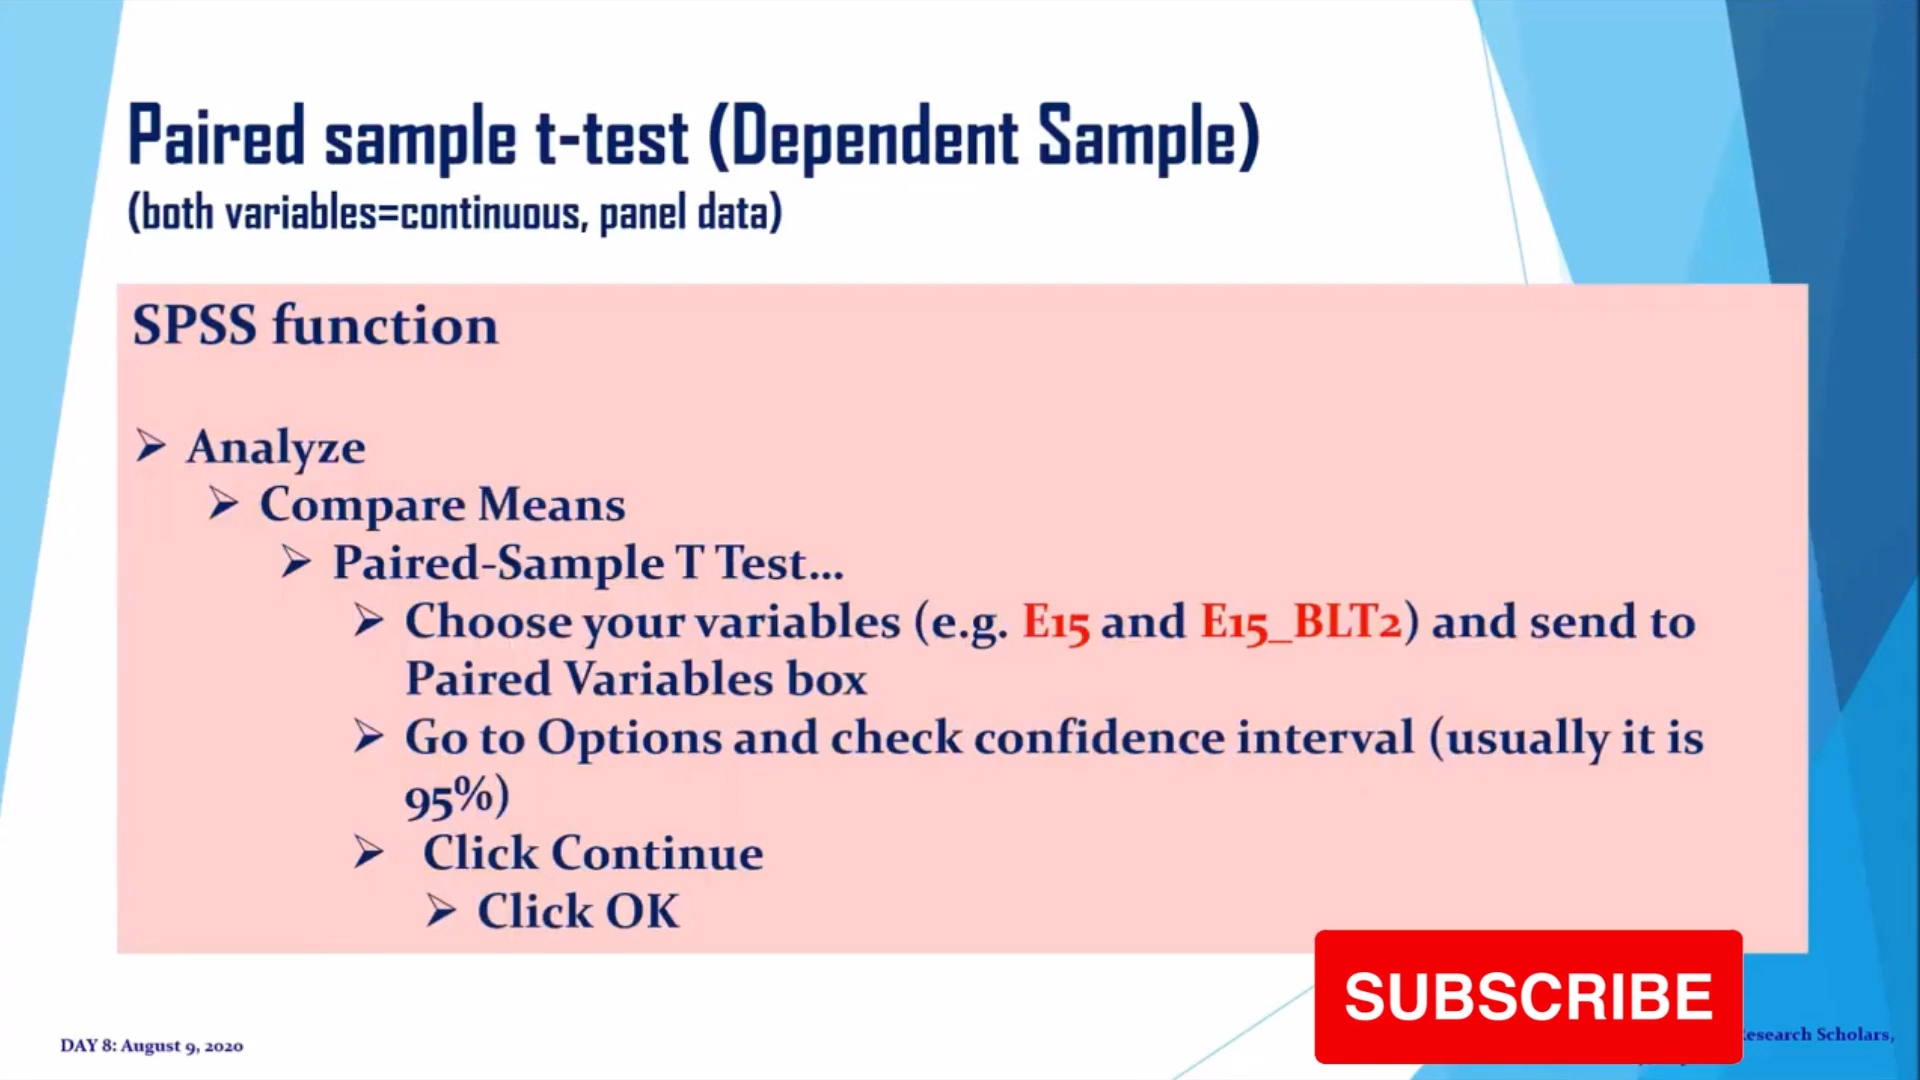 Paired sample t-test (Dependent Sample)
(both variables=continuous, panel data)
SPSS function
➢ Analyze
➢ Compare Means
➢ Paired-Sample T Test...
➢ Choose your variables (e.g. E15 and E15_BLT2) and send to
Paired Variables box
➢ Go to Options and check confidence interval (usually it is
95%)
➢ Click Continue
➢ Click OK
SUBSCRIBE
Scholars,
DAY 8: August 9, 2020